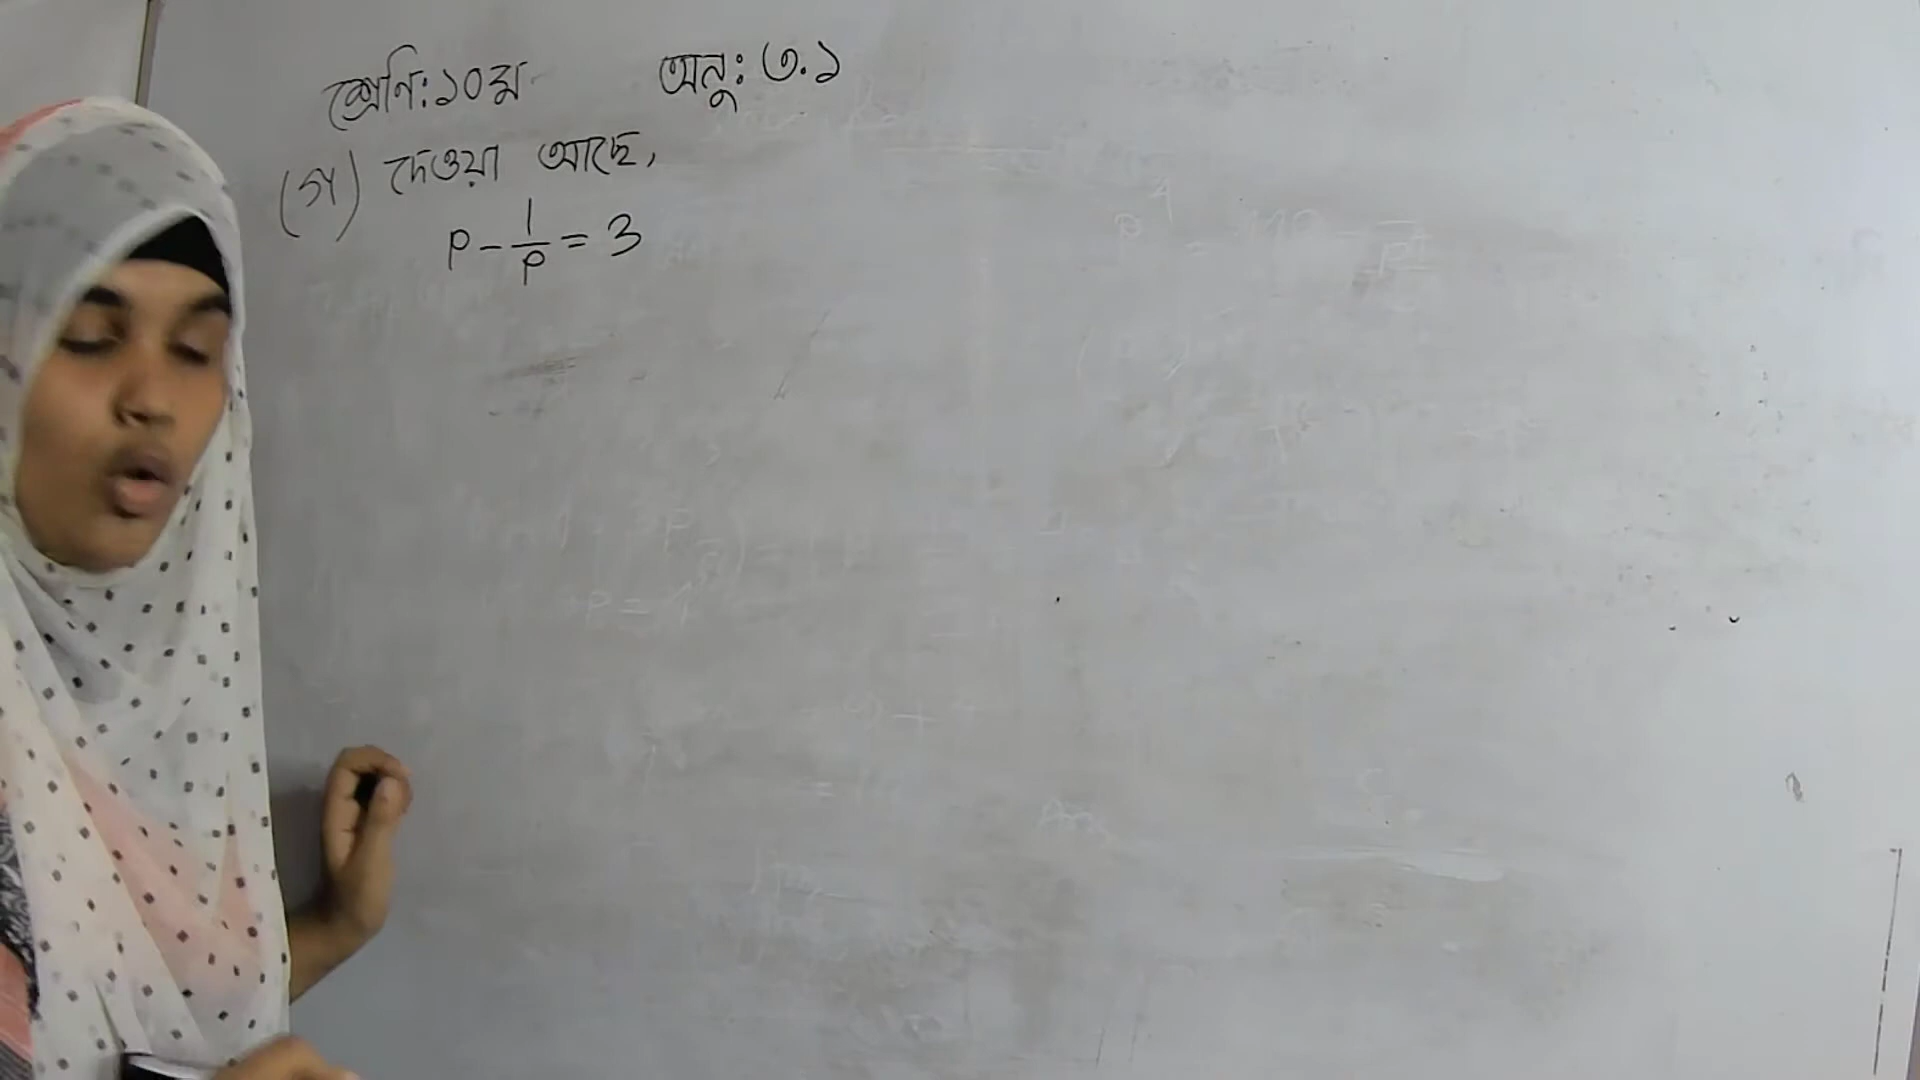 শ্রেণি: ১০ম অনু: ৩.১
(গ) দেওয়া আছে,
p - 1/p = 3